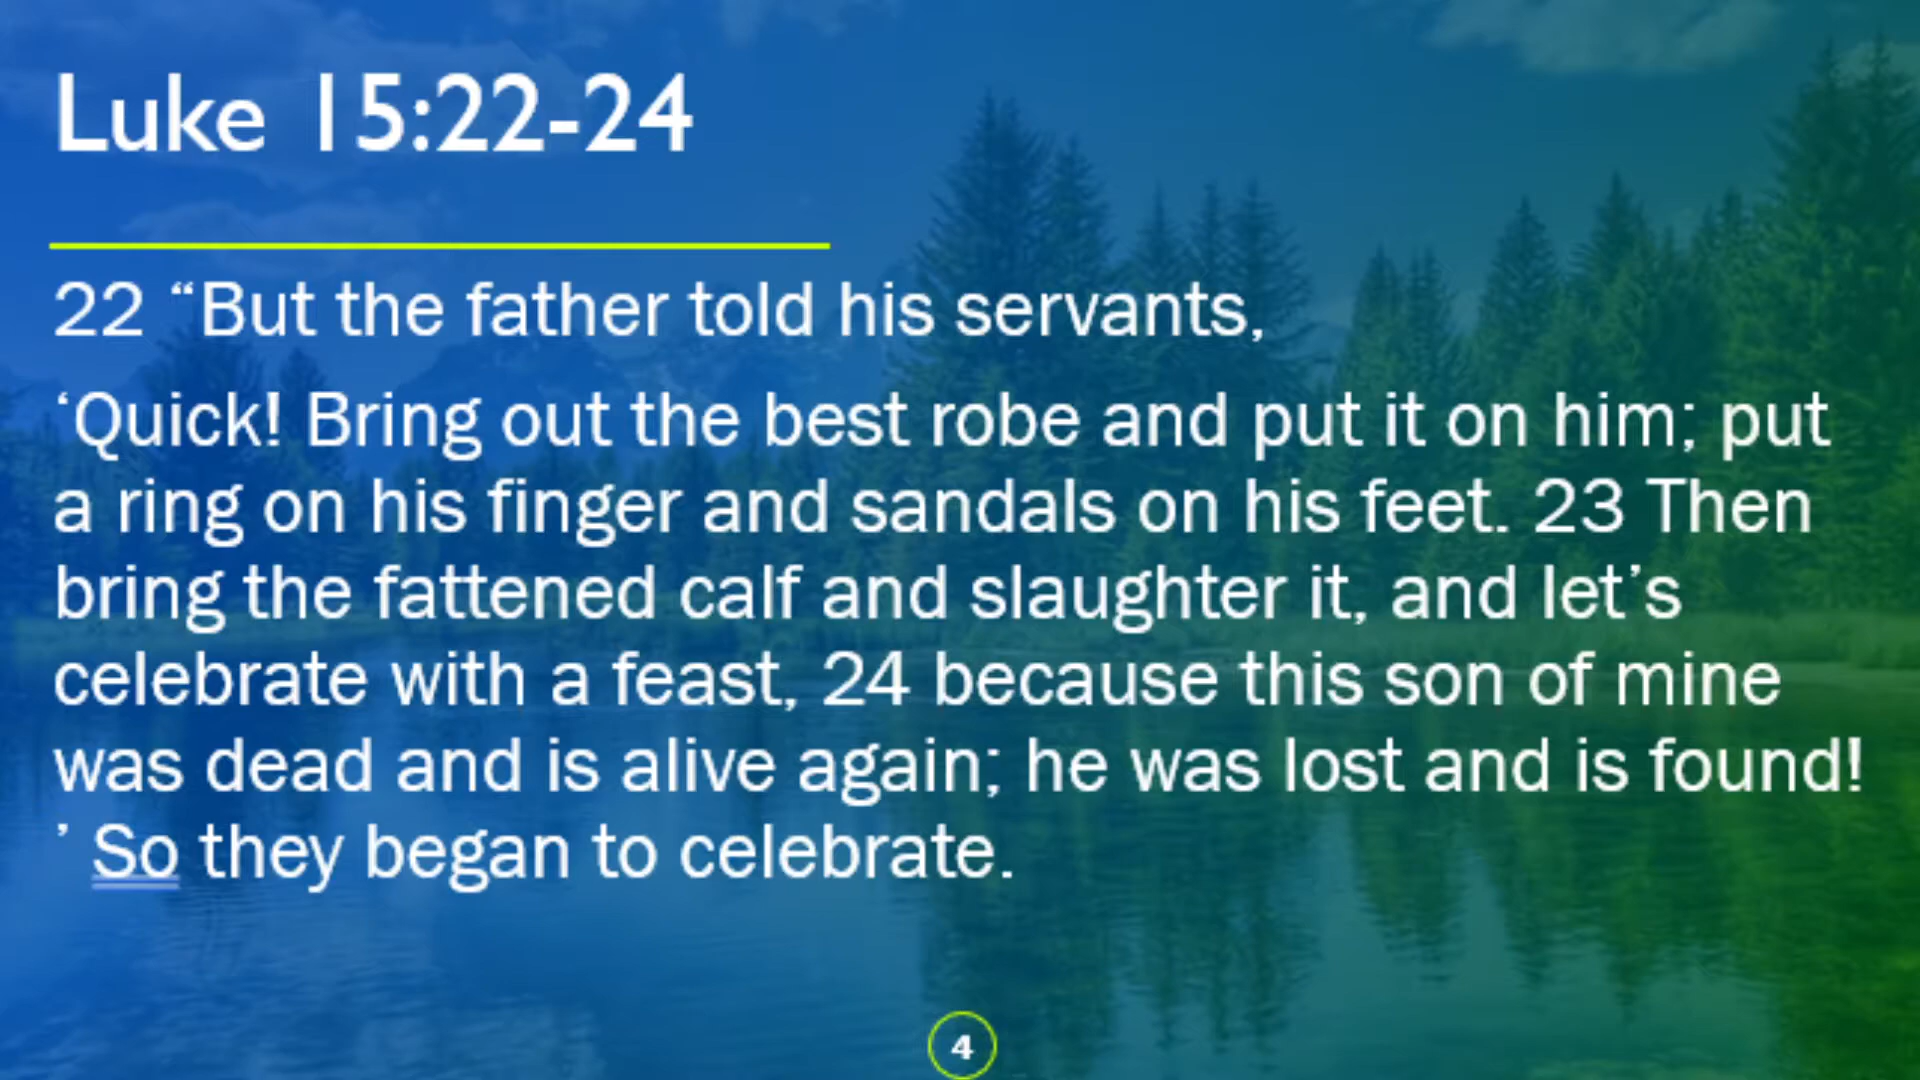 Luke 15:22-24
22 “But the father told his servants,
‘Quick! Bring out the best robe and put it on him; put
a ring on his finger and sandals on his feet. 23 Then
bring the fattened calf and slaughter it, and let’s
celebrate with a feast, 24 because this son of mine
was dead and is alive again; he was lost and is found!
’ So they began to celebrate.
4